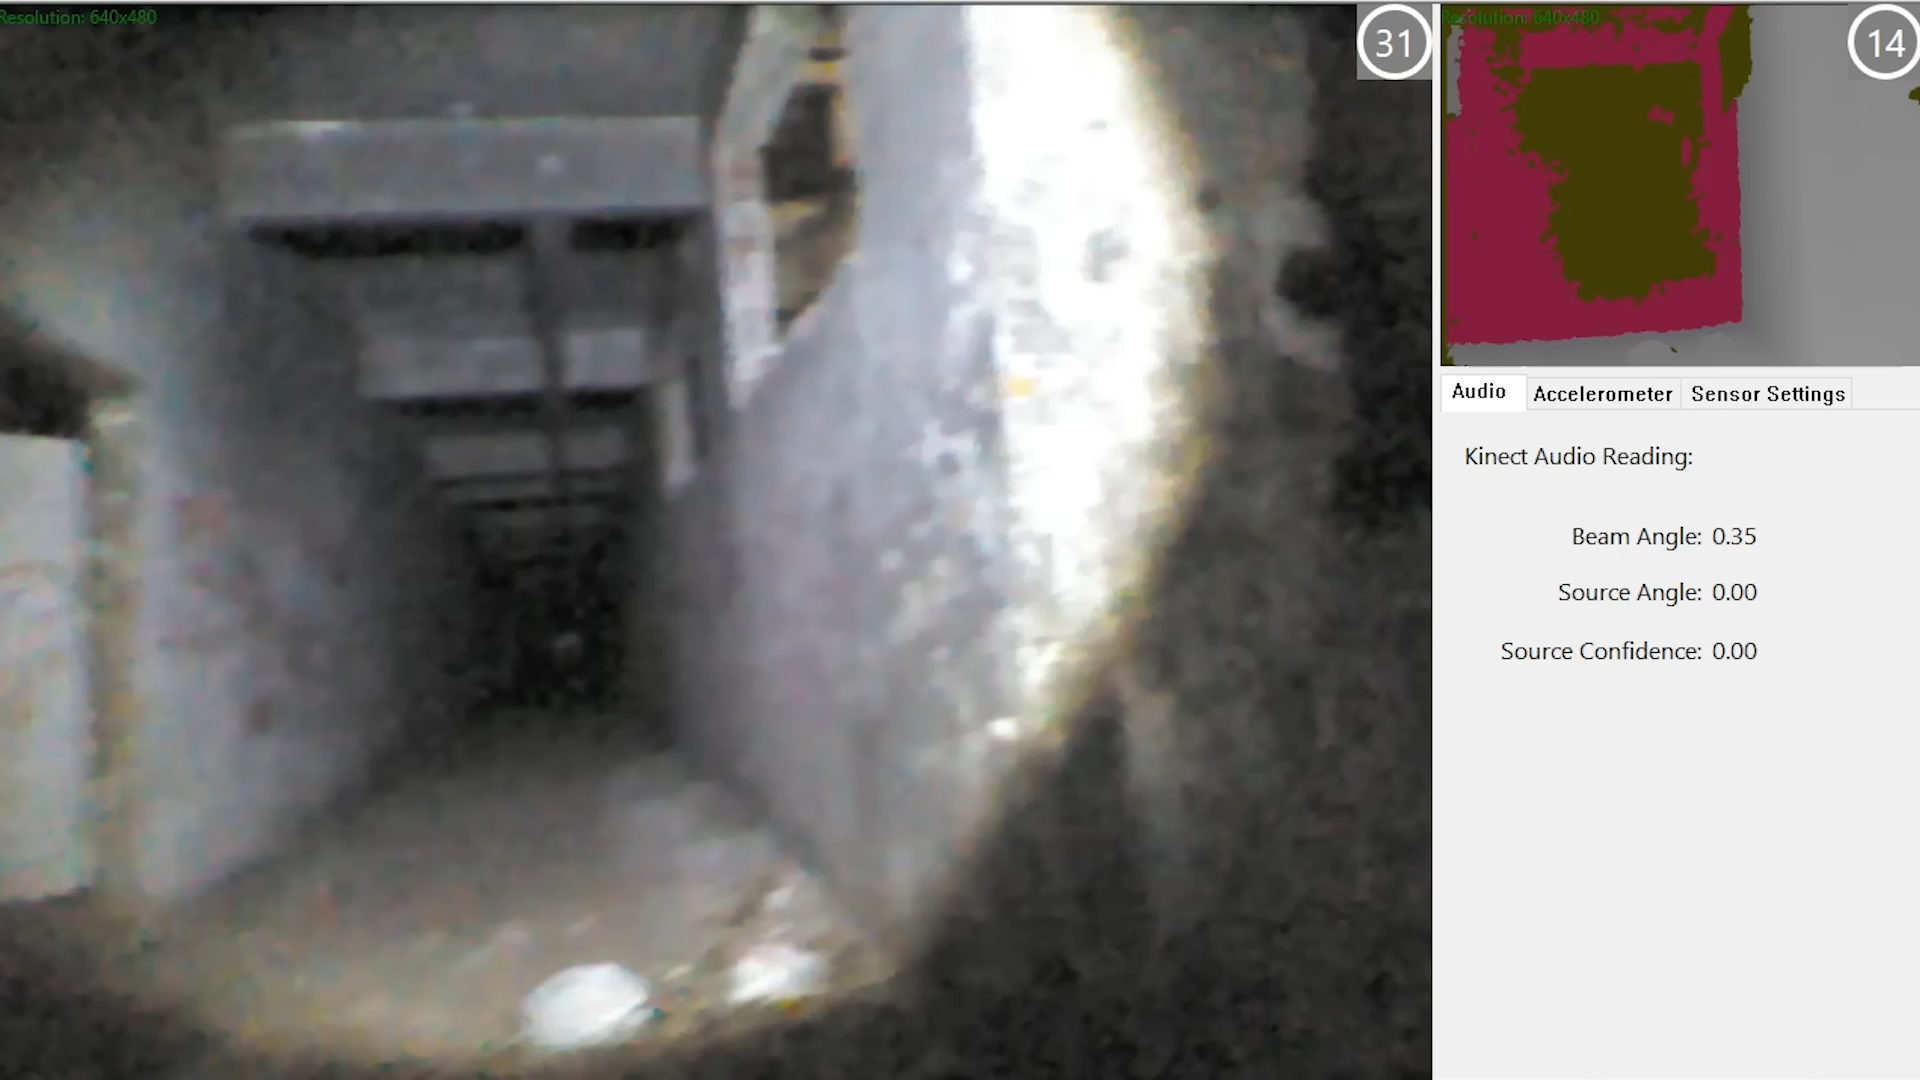 Resolution: 640x480
31
Resolution: 640x480
14
Audio
Accelerometer
Sensor Settings
Kinect Audio Reading:
Beam Angle: 0.35
Source Angle: 0.00
Source Confidence: 0.00